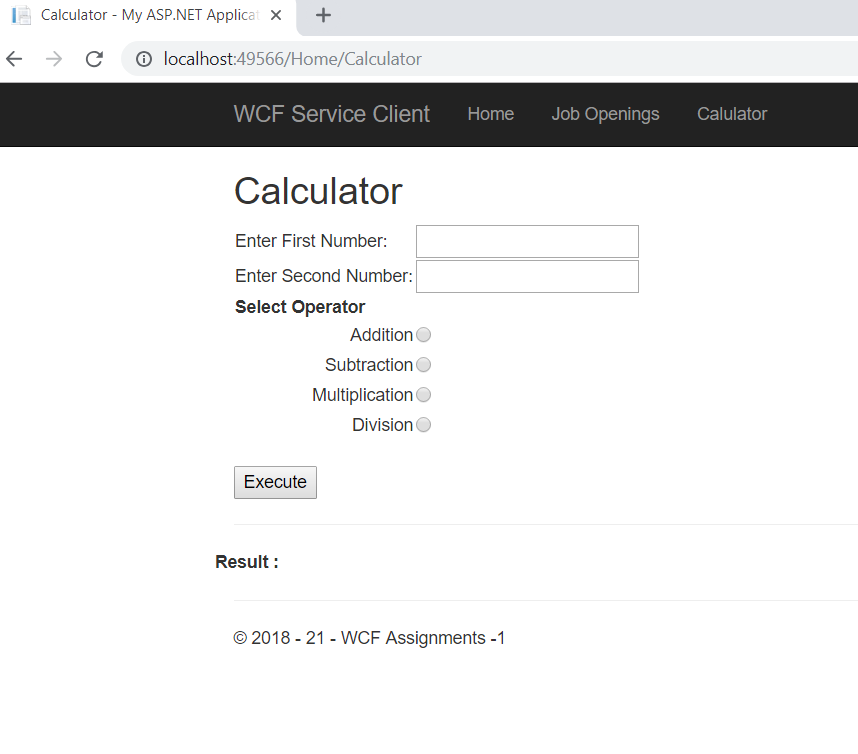 Calculator - My ASP.NET Applicat
localhost:49566/Home/Calculator
WCF Service Client Home Job Openings Calulator
Calculator
Enter First Number:
Enter Second Number:
Select Operator
Addition
Subtraction
Multiplication
Division
Execute
Result :
© 2018 - 21 - WCF Assignments -1